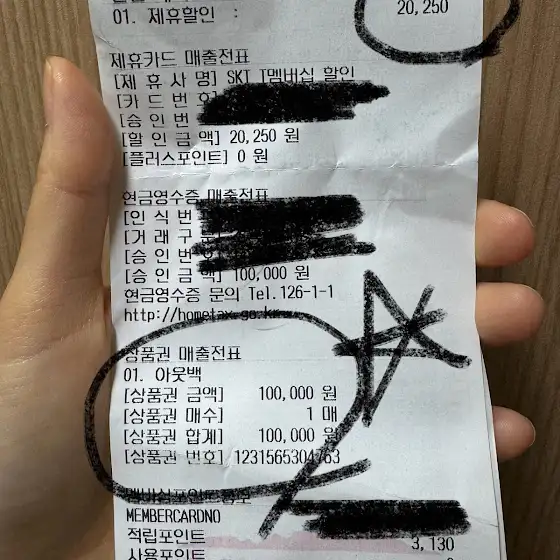 01. 제휴할인 : 20,250
제휴카드 매출전표
[제 휴 사 명] SKT T멤버십 할인
[카 드 번 호]
[승 인 번
[할 인 금 액] 20,250 원
[플러스포인트] 0 원
현금영수증 매출전표
[인 식 번
[거 래 구
[승 인 번
[승 인 금 액] 100,000 원
현금영수증 문의 Tel.126-1-1
http://hometax.go.kr
상품권 매출전표
01. 아웃백
[상품권 금액] 100,000 원
[상품권 매수] 1 매
[상품권 합계] 100,000 원
[상품권 번호]
MEMBERCARDNO
적립포인트 3,130
사용포인트